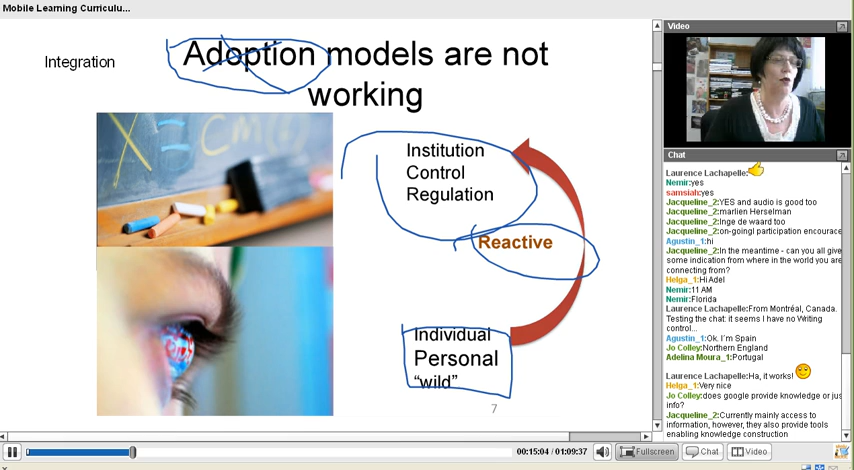 Mobile Learning Curriculu...
Integration
Adoption models are not
working
Institution
Control
Regulation
Reactive
Individual
Personal
“wild”
7
Video
Chat
Laurence Lachapelle:
Nemir:yes
samsiah:yes
Jacqueline_2:YES and audio is good too
Jacqueline_2:marlien Herselman
Jacqueline_2:Inge de waard too
Jacqueline_2:on-goingl participation encourace
Agustin_1:hi
Jacqueline_2:In the meantime - can you all give
some indication from where in the world you are
connecting from?
Helga_1:Hi Adel
Nemir:11 AM
Nemir:Florida
Laurence Lachapelle:From Montréal, Canada.
Testing the chat: it seems I have no Writing
control...
Agustin_1:Ok. I'm Spain
Jo Colley:Northern England
Adelina Moura_1:Portugal
Laurence Lachapelle:Ha, it works!
Helga_1:Very nice
Jo Colley:does google provide knowledge or jus
info?
Jacqueline_2:Currently mainly access to
information, however, they also provide tools
enabling knowledge construction
00:15:04 / 01:09:37
Fullscreen
Chat
Video